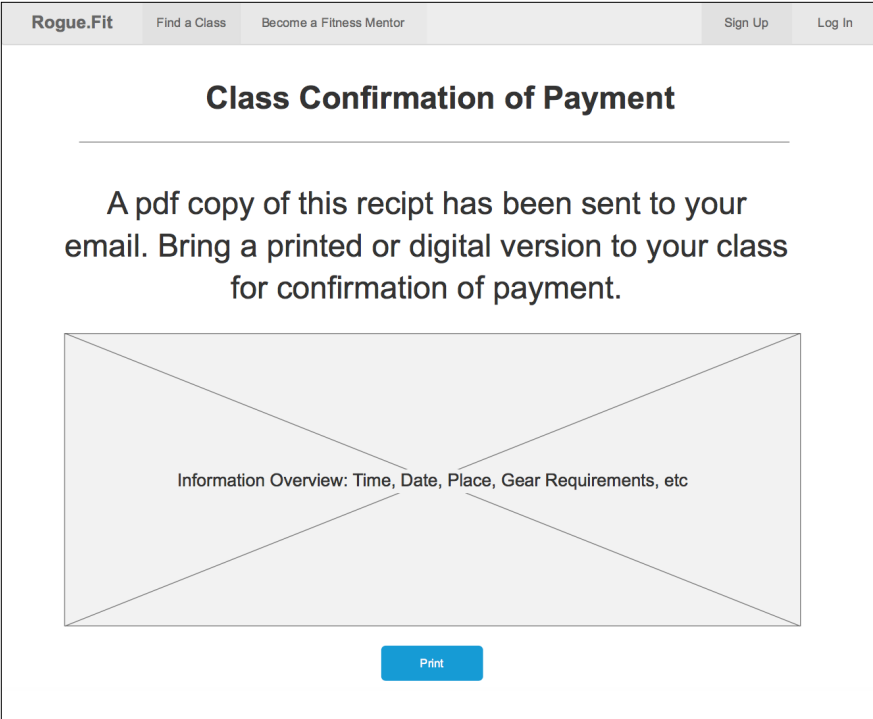 Rogue.Fit Find a Class Become a Fitness Mentor Sign Up Log In
Class Confirmation of Payment
A pdf copy of this recipt has been sent to your
email. Bring a printed or digital version to your class
for confirmation of payment.
Information Overview: Time, Date, Place, Gear Requirements, etc
Print